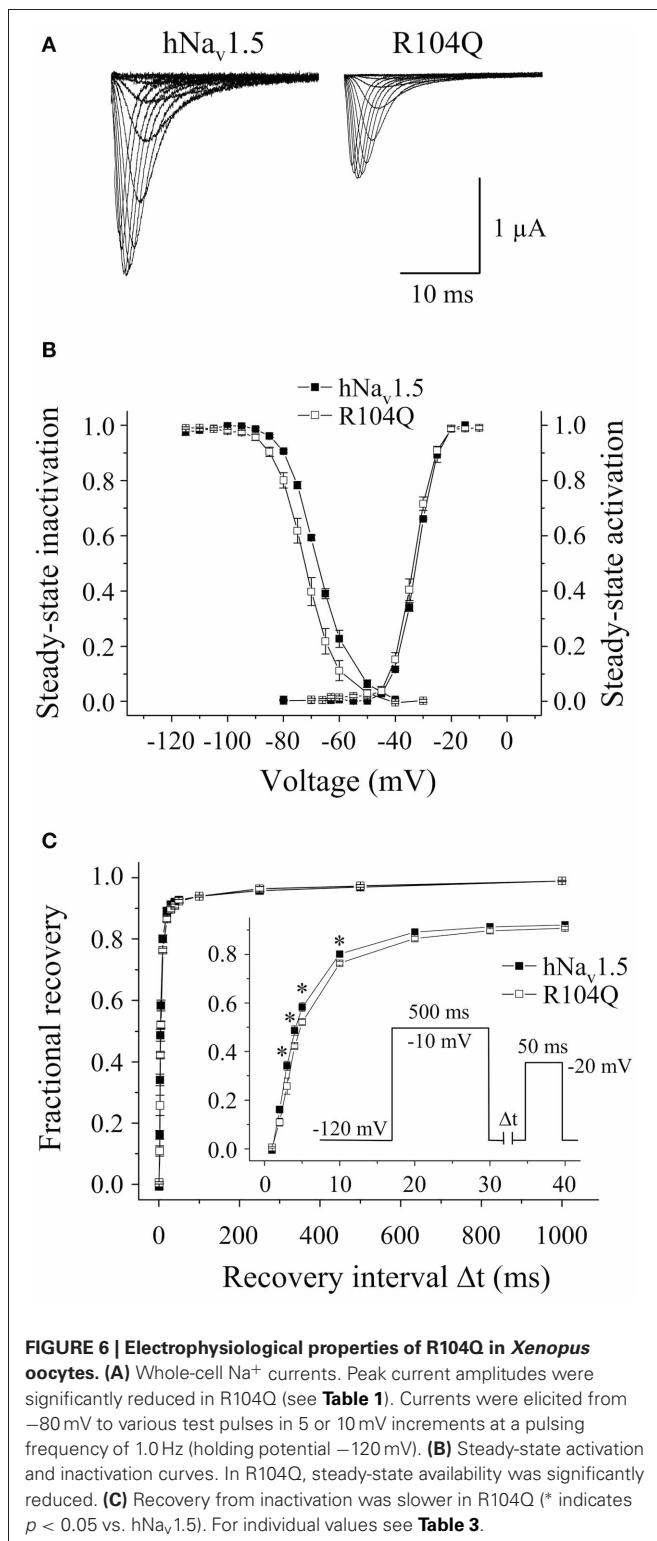 A
hNav1.5
R104Q
1 µA
10 ms
B
hNav1.5
R104Q
Steady-state inactivation
1.0
0.8
0.6
0.4
0.2
0.0
1.0
0.8
0.6
0.4
0.2
0.0
Steady-state activation
-120 -100 -80 -60 -40 -20 0
Voltage (mV)
C
Fractional recovery
1.0
0.8
0.6
0.4
0.2
0.0
0.8
0.6
0.4
0.2
0.0
* * * *
hNav1.5
R104Q
500 ms
-10 mV
50 ms
-20 mV
-120 mV
Δt
0 10 20 30 40
0 200 400 600 800 1000
Recovery interval Δt (ms)
FIGURE 6 | Electrophysiological properties of R104Q in Xenopus
oocytes. (A) Whole-cell Na+ currents. Peak current amplitudes were
significantly reduced in R104Q (see Table 1). Currents were elicited from
−80 mV to various test pulses in 5 or 10 mV increments at a pulsing
frequency of 1.0 Hz (holding potential −120 mV). (B) Steady-state activation
and inactivation curves. In R104Q, steady-state availability was significantly
reduced. (C) Recovery from inactivation was slower in R104Q (* indicates
p < 0.05 vs. hNav1.5). For individual values see Table 3.